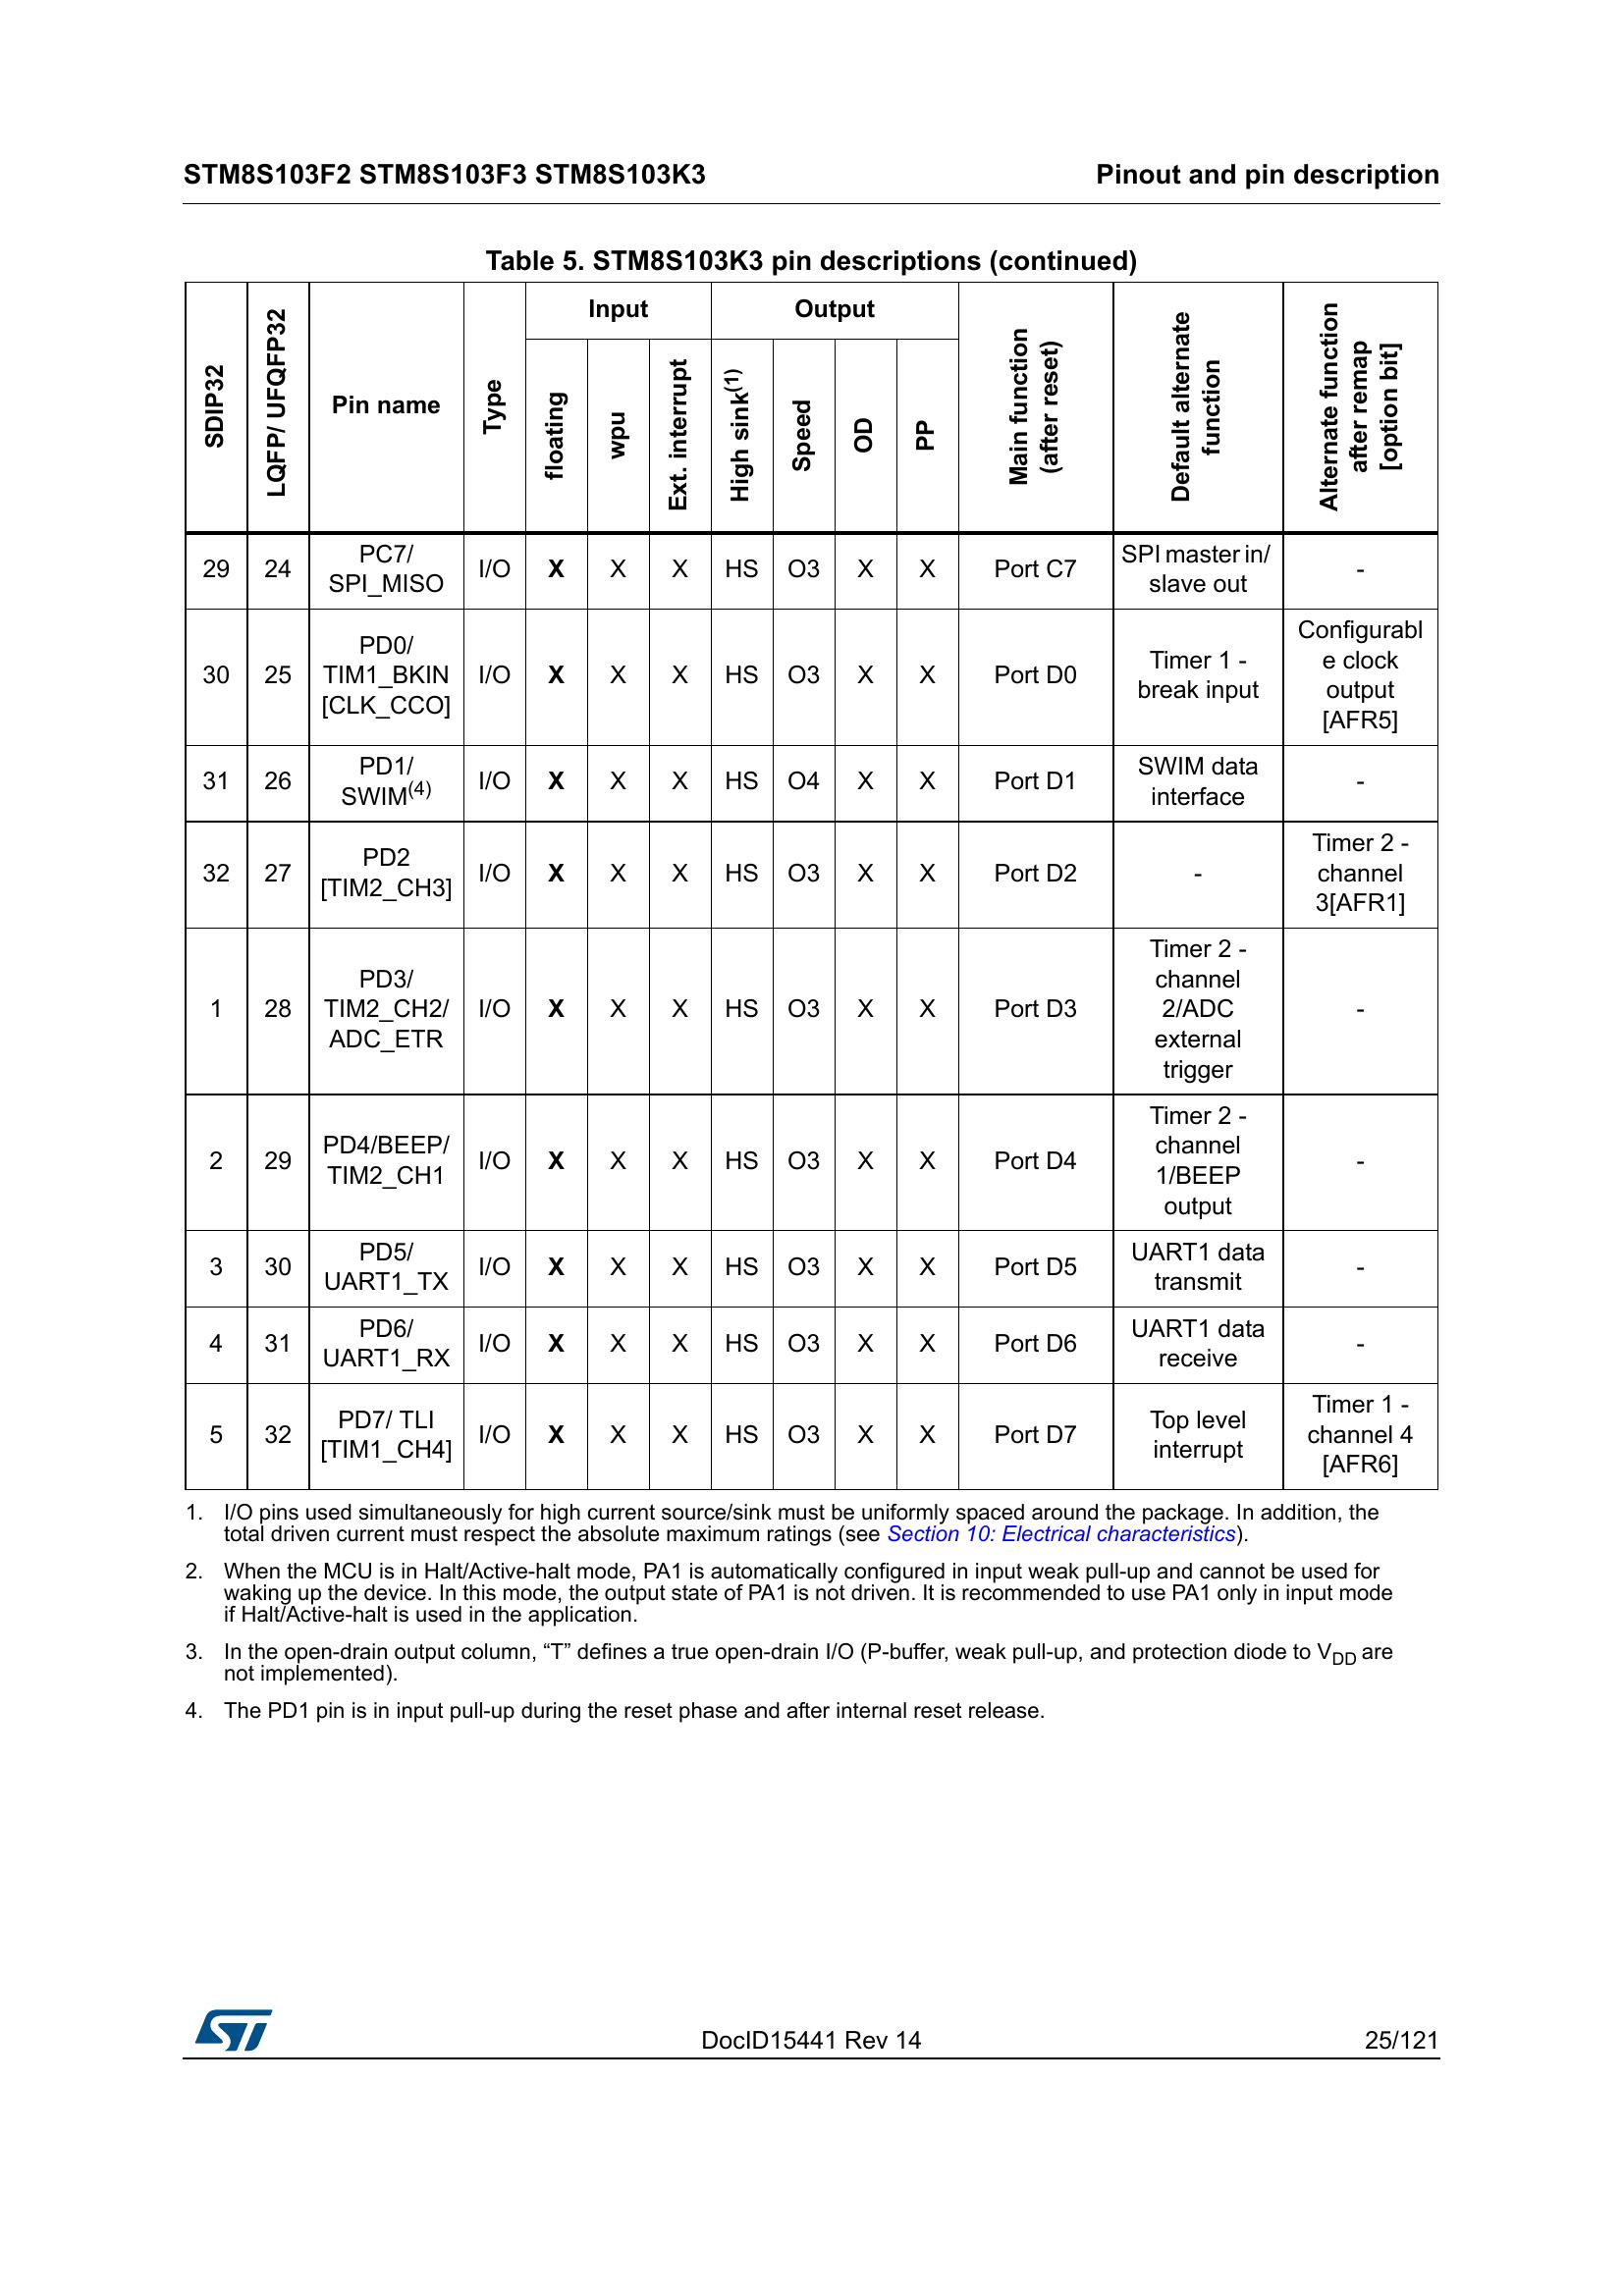 STM8S103F2 STM8S103F3 STM8S103K3 Pinout and pin description
Table 5. STM8S103K3 pin descriptions (continued)
SDIP32
LQFP/ UFQFP32
Pin name
Type
Input
Output
floating
wpu
Ext. interrupt
High sink(1)
Speed
OD
PP
Main function
(after reset)
Default alternate
function
Alternate function
after remap
[option bit]
29 24 PC7/
SPI_MISO I/O X X X HS O3 X X Port C7 SPI master in/
slave out -
30 25 PD0/
TIM1_BKIN
[CLK_CCO] I/O X X X HS O3 X X Port D0 Timer 1 -
break input Configurabl
e clock
output
[AFR5]
31 26 PD1/
SWIM(4) I/O X X X HS O4 X X Port D1 SWIM data
interface -
32 27 PD2
[TIM2_CH3] I/O X X X HS O3 X X Port D2 - Timer 2 -
channel
3[AFR1]
1 28 PD3/
TIM2_CH2/
ADC_ETR I/O X X X HS O3 X X Port D3 Timer 2 -
channel
2/ADC
external
trigger -
2 29 PD4/BEEP/
TIM2_CH1 I/O X X X HS O3 X X Port D4 Timer 2 -
channel
1/BEEP
output -
3 30 PD5/
UART1_TX I/O X X X HS O3 X X Port D5 UART1 data
transmit -
4 31 PD6/
UART1_RX I/O X X X HS O3 X X Port D6 UART1 data
receive -
5 32 PD7/ TLI
[TIM1_CH4] I/O X X X HS O3 X X Port D7 Top level
interrupt Timer 1 -
channel 4
[AFR6]
1. I/O pins used simultaneously for high current source/sink must be uniformly spaced around the package. In addition, the
total driven current must respect the absolute maximum ratings (see Section 10: Electrical characteristics).
2. When the MCU is in Halt/Active-halt mode, PA1 is automatically configured in input weak pull-up and cannot be used for
waking up the device. In this mode, the output state of PA1 is not driven. It is recommended to use PA1 only in input mode
if Halt/Active-halt is used in the application.
3. In the open-drain output column, “T” defines a true open-drain I/O (P-buffer, weak pull-up, and protection diode to VDD are
not implemented).
4. The PD1 pin is in input pull-up during the reset phase and after internal reset release.
ST
DocID15441 Rev 14 25/121